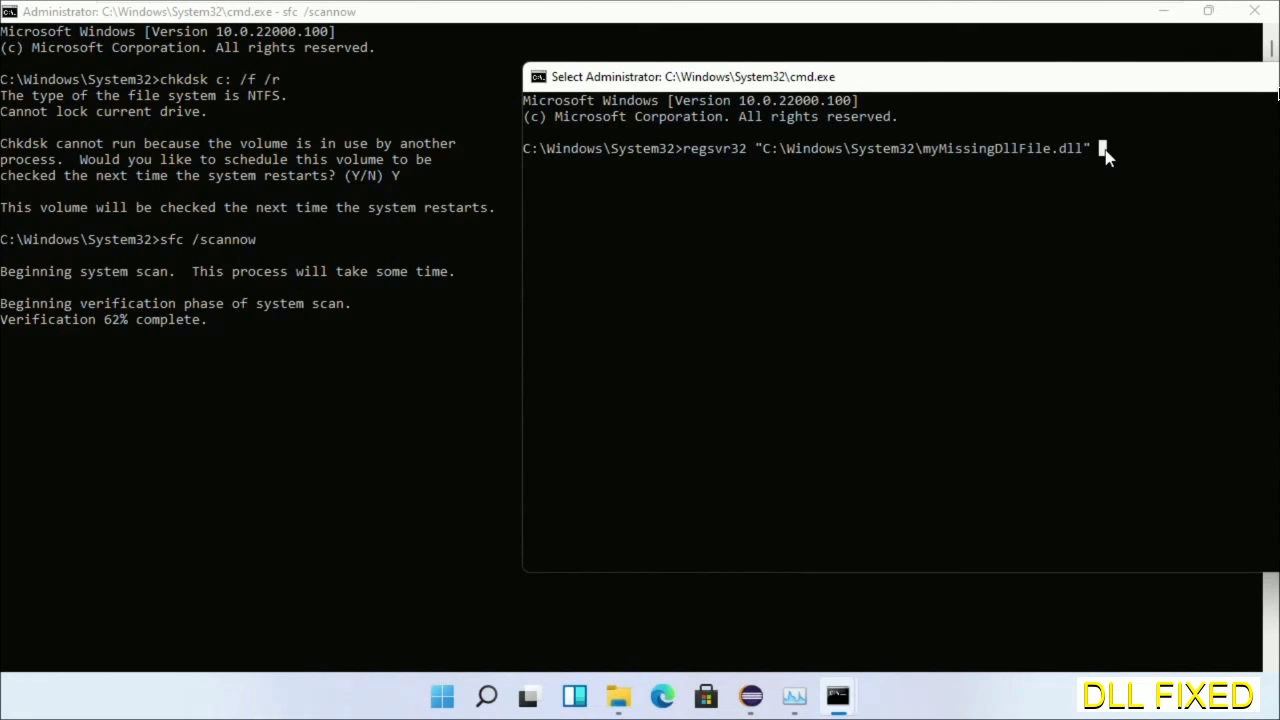 Administrator: C:\Windows\System32\cmd.exe - sfc /scannow
Microsoft Windows [Version 10.0.22000.100]
(c) Microsoft Corporation. All rights reserved.
C:\Windows\System32>chkdsk c: /f /r
The type of the file system is NTFS.
Cannot lock current drive.
Chkdsk cannot run because the volume is in use by another
process.  Would you like to schedule this volume to be
checked the next time the system restarts? (Y/N) Y
This volume will be checked the next time the system restarts.
C:\Windows\System32>sfc /scannow
Beginning system scan.  This process will take some time.
Beginning verification phase of system scan.
Verification 62% complete.
Select Administrator: C:\Windows\System32\cmd.exe
Microsoft Windows [Version 10.0.22000.100]
(c) Microsoft Corporation. All rights reserved.
C:\Windows\System32>regsvr32 "C:\Windows\System32\myMissingDllFile.dll"
DLL FIXED